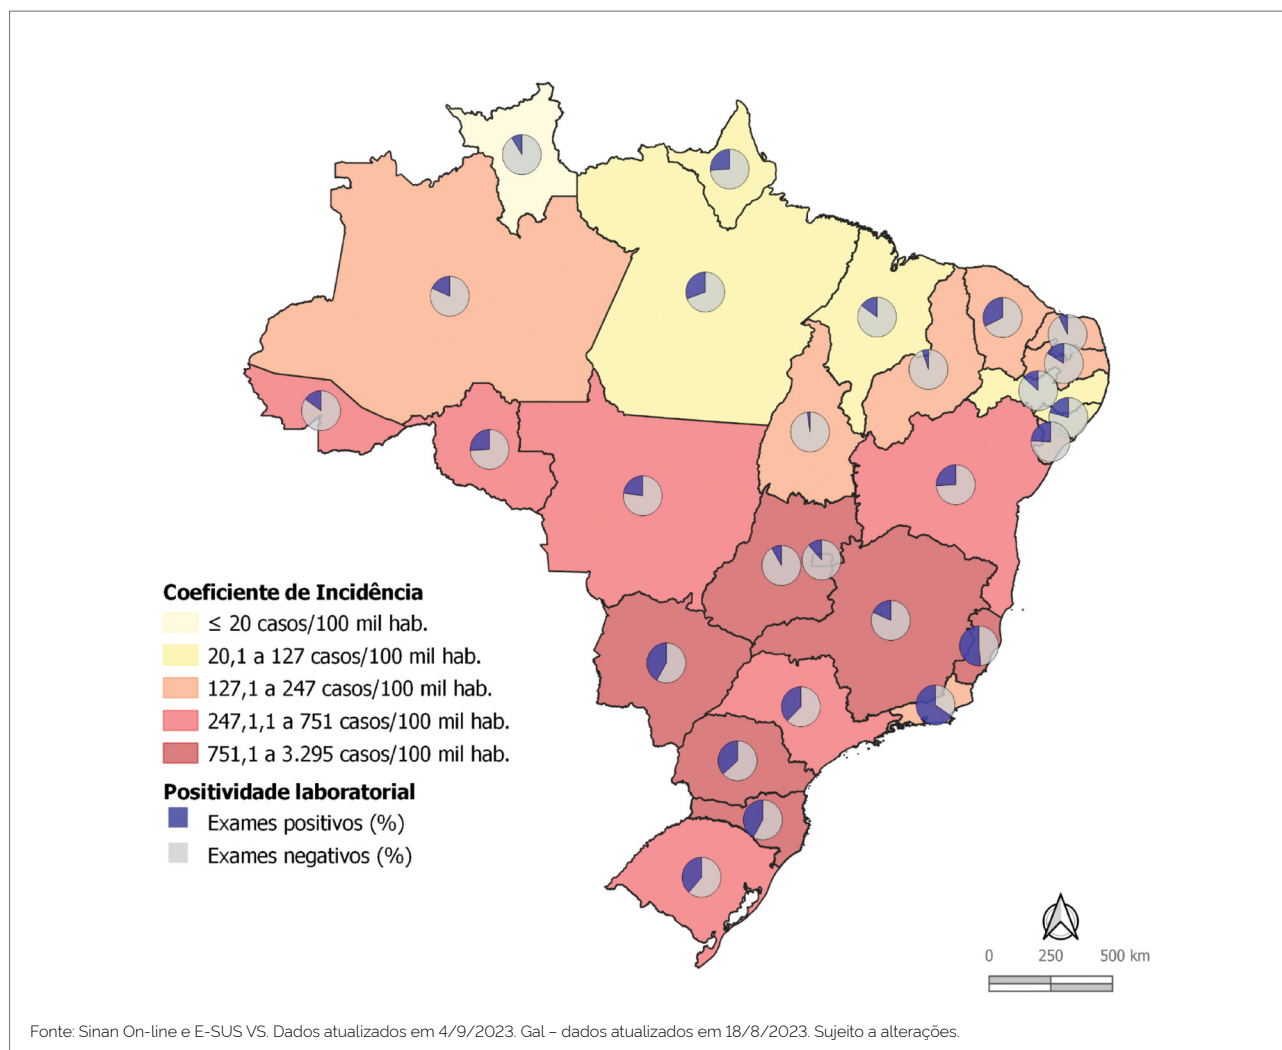 Coeficiente de Incidência
≤ 20 casos/100 mil hab.
20,1 a 127 casos/100 mil hab.
127,1 a 247 casos/100 mil hab.
247,1,1 a 751 casos/100 mil hab.
751,1 a 3.295 casos/100 mil hab.
Positividade laboratorial
Exames positivos (%)
Exames negativos (%)
0 250 500 km
Fonte: Sinan On-line e E-SUS VS. Dados atualizados em 4/9/2023. Gal – dados atualizados em 18/8/2023. Sujeito a alterações.